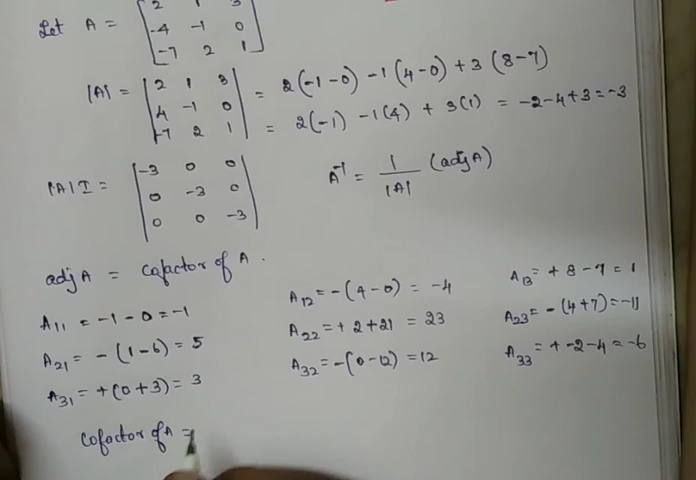 Let A = [2 1 3
-4 -1 0
-7 2 1]
|A| = |2 1 3
4 -1 0
-7 2 1| = 2(-1-0) -1(4-0) +3(8-7)
= 2(-1) -1(4) + 3(1) = -2-4+3=-3
|A| I = |-3 0 0
0 -3 0
0 0 -3|
A⁻¹ = 1/|A| (adj A)
adj A = cofactor of A.
A₁₁ = -1-0=-1 A₁₂=-(4-0) = -4 A₁₃= +8-7=1
A₂₁= -(1-6)=5 A₂₂=+2+21=23 A₂₃=-(4+7)=-11
A₃₁=+(0+3)=3 A₃₂=-(0-12)=12 A₃₃=+-2-4=-6
Cofactor of A =